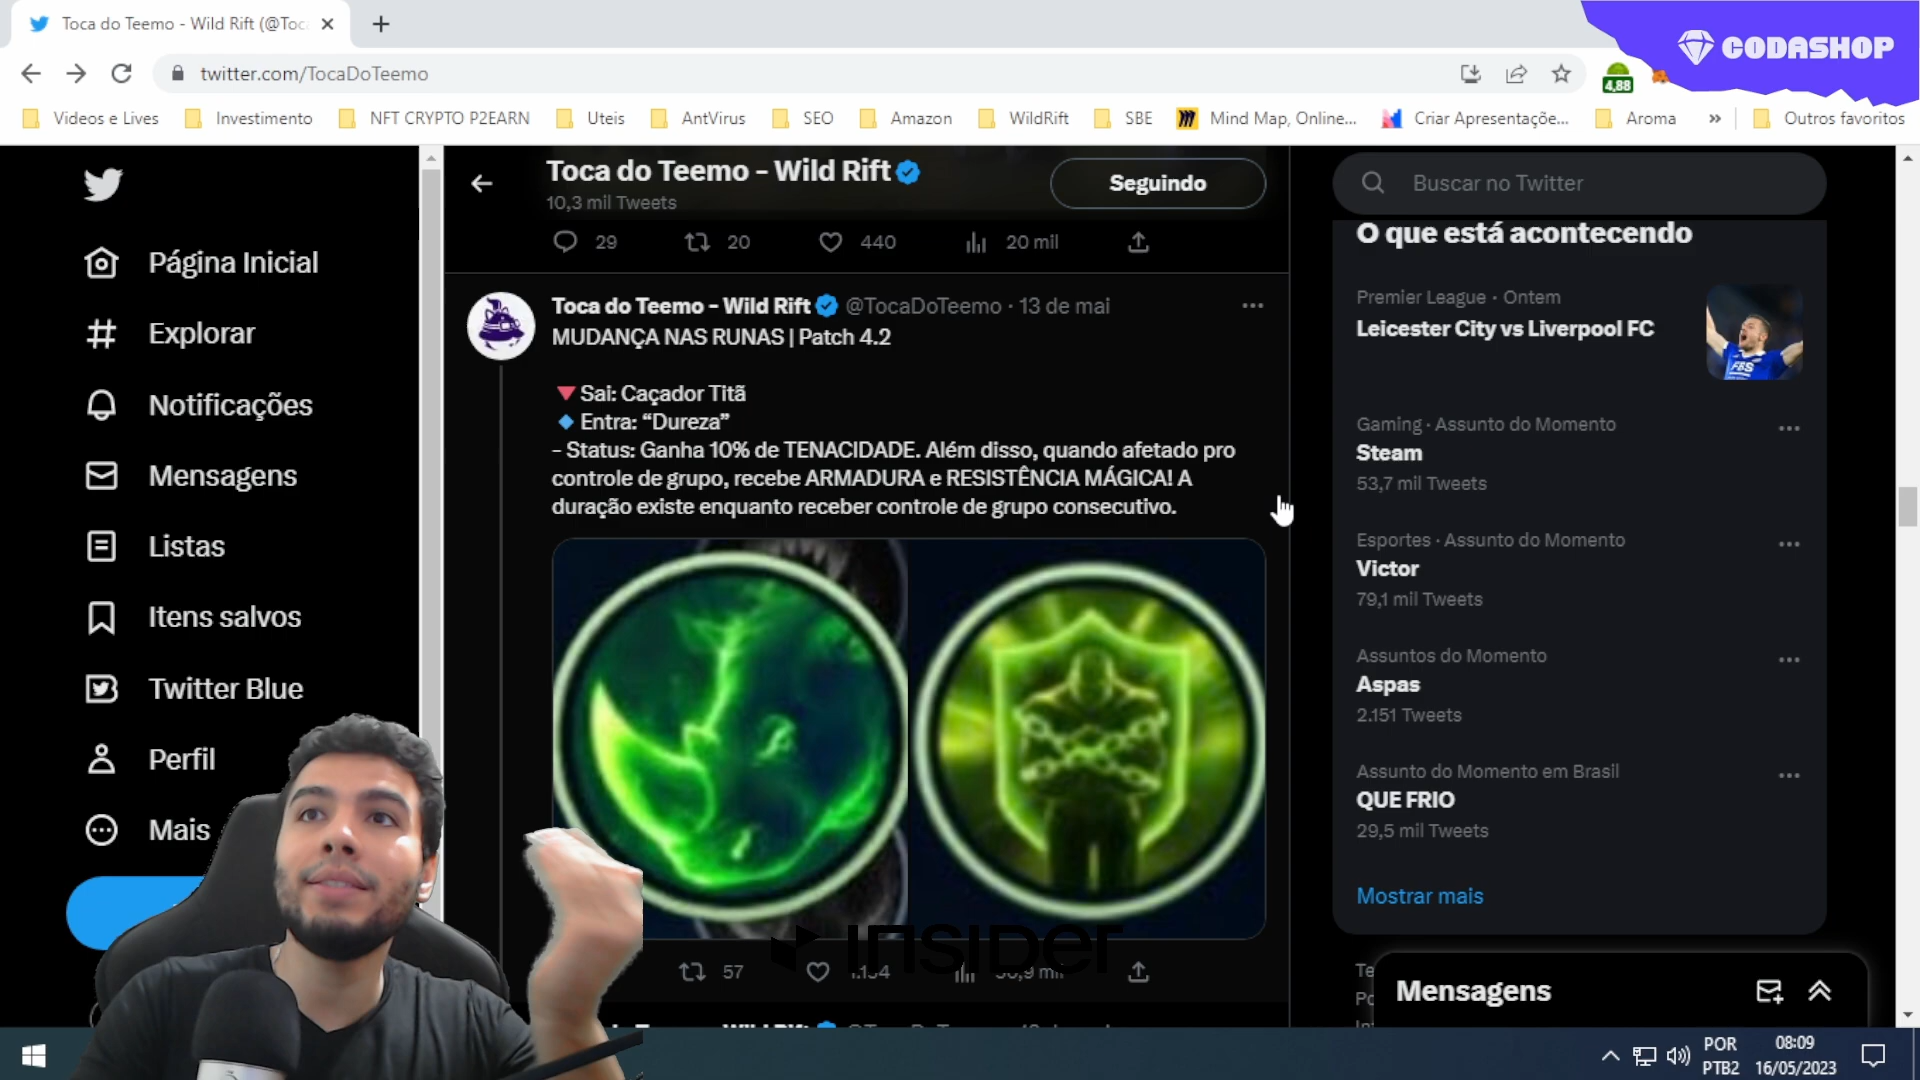 Toca do Teemo - Wild Rift (@Toc
CODASHOP
twitter.com/TocaDoTeemo
4,88
Videos e Lives
Investimento
NFT CRYPTO P2EARN
Uteis
AntVirus
SEO
Amazon
WildRift
SBE
Mind Map, Online...
Criar Apresentaçõe...
Aroma
»
Outros favoritos
Página Inicial
Explorar
Notificações
Mensagens
Listas
Itens salvos
Twitter Blue
Perfil
Mais
Toca do Teemo - Wild Rift
10,3 mil Tweets
Seguindo
29 20 440 20 mil
Toca do Teemo - Wild Rift @TocaDoTeemo · 13 de mai
MUDANÇA NAS RUNAS | Patch 4.2
Sai: Caçador Titã
Entra: “Dureza”
- Status: Ganha 10% de TENACIDADE. Além disso, quando afetado pro
controle de grupo, recebe ARMADURA e RESISTÊNCIA MÁGICA! A
duração existe enquanto receber controle de grupo consecutivo.
INSIDER
57
Buscar no Twitter
O que está acontecendo
Premier League · Ontem
Leicester City vs Liverpool FC
FBS
Gaming · Assunto do Momento
Steam
53,7 mil Tweets
Esportes · Assunto do Momento
Victor
79,1 mil Tweets
Assuntos do Momento
Aspas
2.151 Tweets
Assunto do Momento em Brasil
QUE FRIO
29,5 mil Tweets
Mostrar mais
Mensagens
POR
PTB2
08:09
16/05/2023